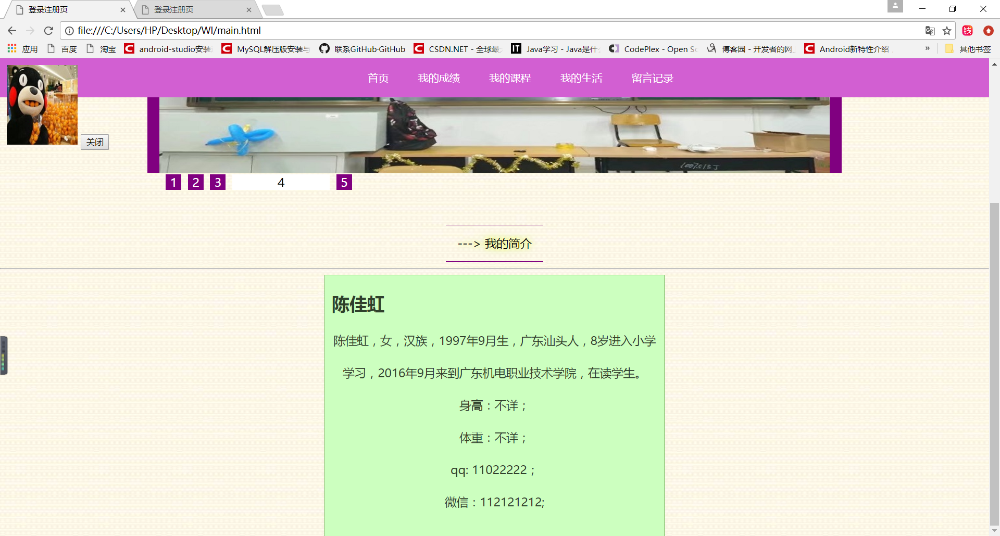 登录注册页
登录注册页
file:///C:/Users/HP/Desktop/WI/main.html
应用
百度
淘宝
android-studio安装
MySQL解压版安装与
联系GitHub·GitHub
CSDN.NET - 全球最
Java学习 - Java是什
CodePlex - Open So
博客园 - 开发者的网
Android新特性介绍
»
其他书签
首页
我的成绩
我的课程
我的生活
留言记录
关闭
1 2 3 4 5
---> 我的简介
陈佳虹
陈佳虹，女，汉族，1997年9月生，广东汕头人，8岁进入小学
学习，2016年9月来到广东机电职业技术学院，在读学生。
身高：不详；
体重：不详；
qq: 11022222；
微信：112121212;